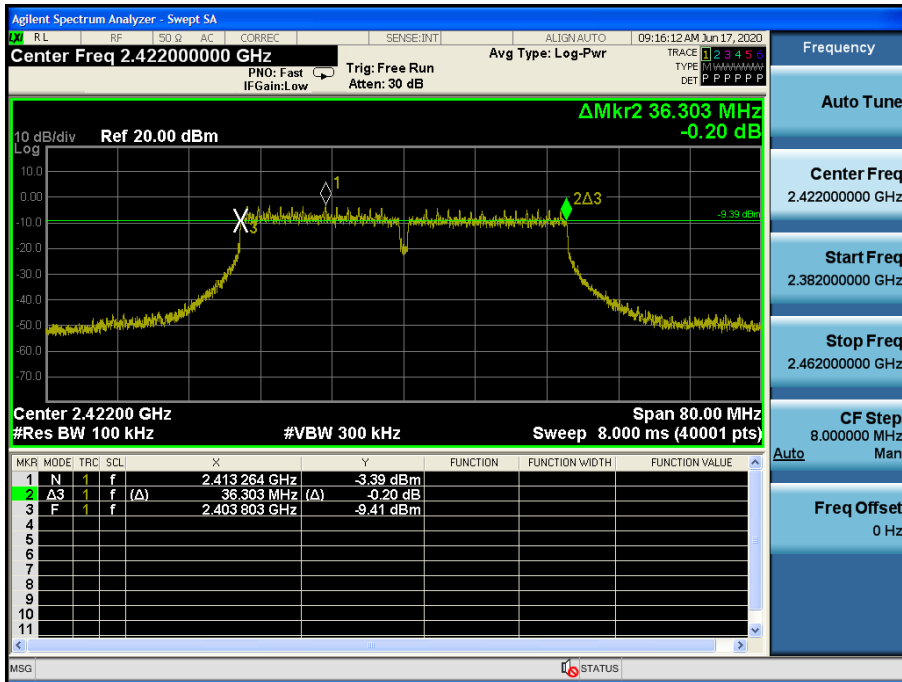 Agilent Spectrum Analyzer - Swept SA
LXI RL RF 50 Ω AC CORREC SENSE:INT ALIGNAUTO 09:16:12 AM Jun 17, 2020
Center Freq 2.422000000 GHz
PNO: Fast
IFGain:Low
Trig: Free Run
Atten: 30 dB
Avg Type: Log-Pwr
TRACE 1 2 3 4 5 6
TYPE M W W W W W
DET P P P P P P
ΔMkr2 36.303 MHz
-0.20 dB
10 dB/div Ref 20.00 dBm
Log
10.0
0.00
-10.0
-20.0
-30.0
-40.0
-50.0
-60.0
-70.0
1
2Δ3
3
-9.39 dBm
Center 2.42200 GHz Span 80.00 MHz
#Res BW 100 kHz #VBW 300 kHz Sweep 8.000 ms (40001 pts)
MKR MODE TRC SCL X Y FUNCTION FUNCTION WIDTH FUNCTION VALUE
1 N 1 f 2.413 264 GHz -3.39 dBm
2 Δ3 1 f (Δ) 36.303 MHz (Δ) -0.20 dB
3 F 1 f 2.403 803 GHz -9.41 dBm
4
5
6
7
8
9
10
11
MSG STATUS
Frequency
Auto Tune
Center Freq
2.422000000 GHz
Start Freq
2.382000000 GHz
Stop Freq
2.462000000 GHz
CF Step
8.000000 MHz
Auto Man
Freq Offset
0 Hz